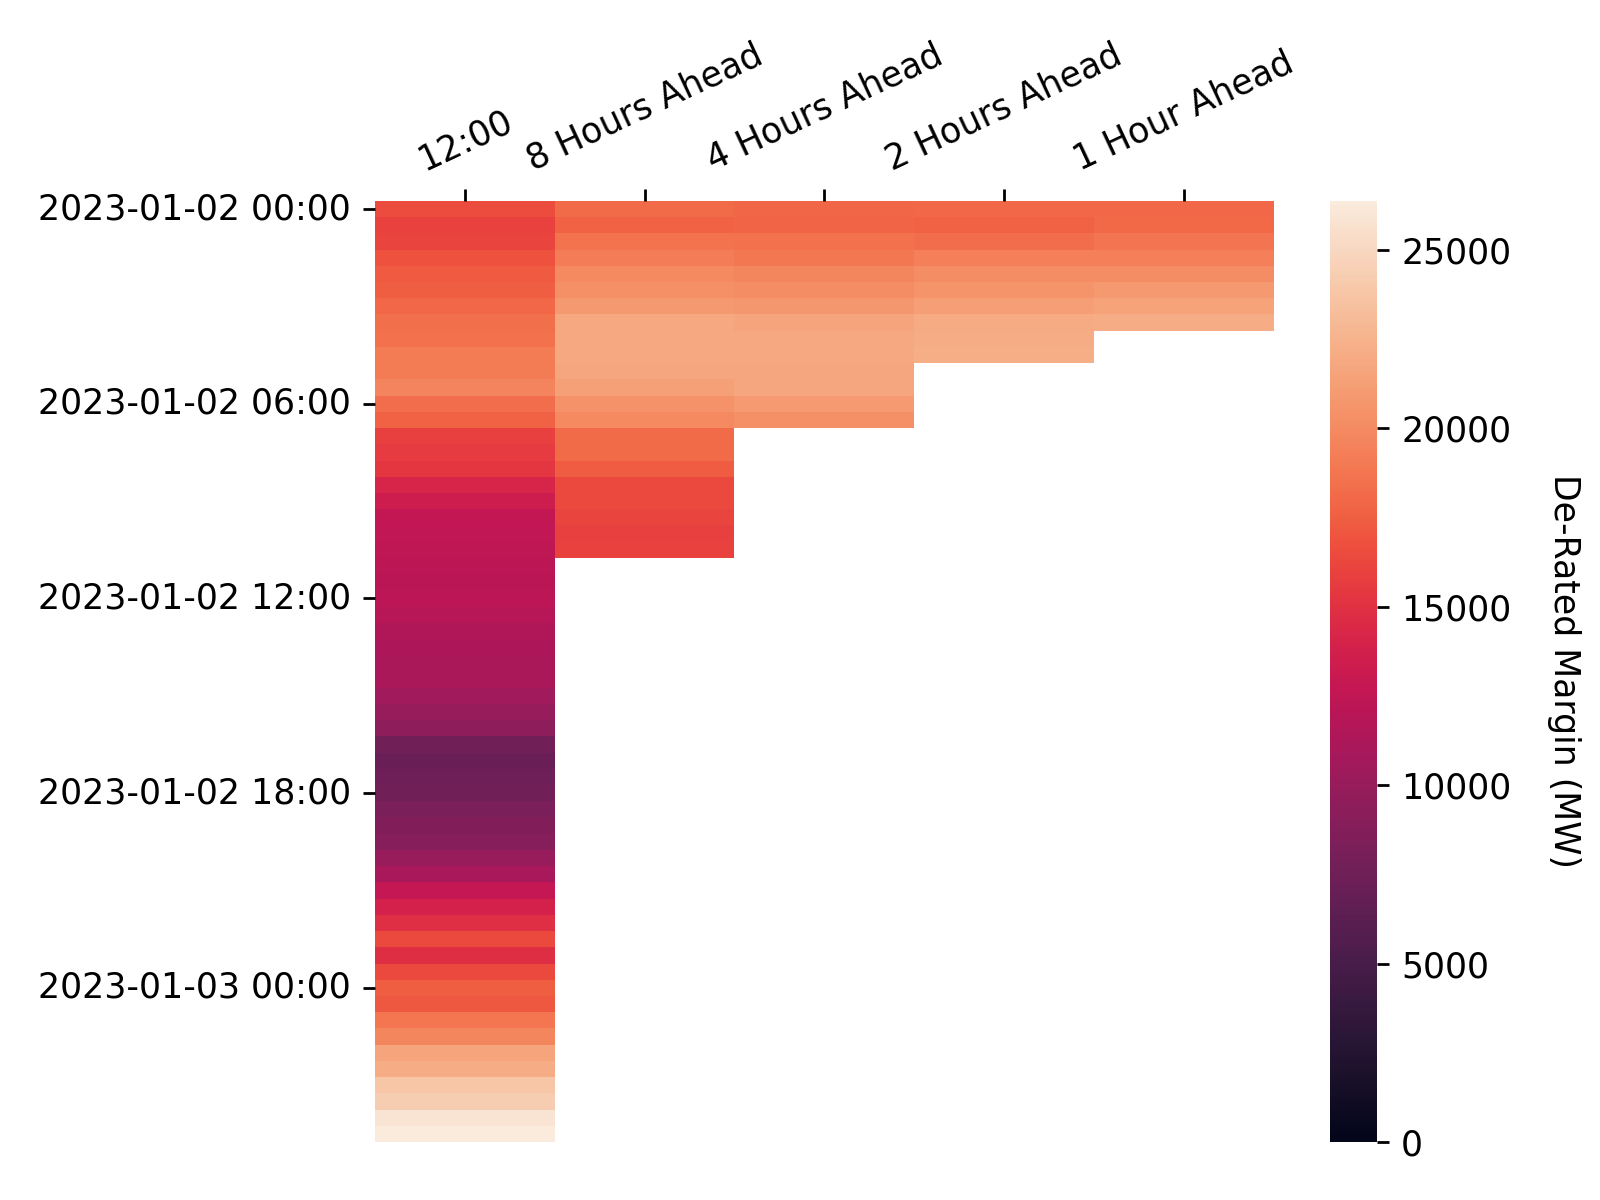 12:00
8 Hours Ahead
4 Hours Ahead
2 Hours Ahead
1 Hour Ahead
2023-01-02 00:00
2023-01-02 06:00
2023-01-02 12:00
2023-01-02 18:00
2023-01-03 00:00
25000
20000
15000
10000
5000
0
De-Rated Margin (MW)